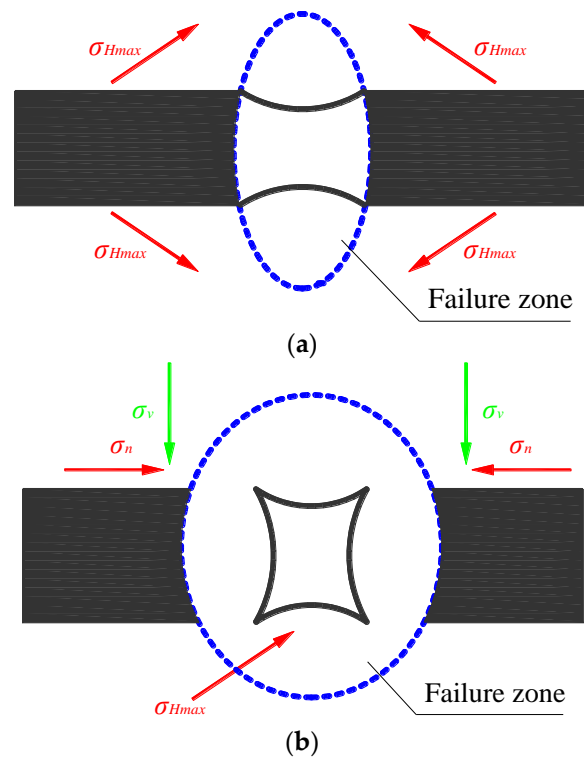 σHmax σHmax
σHmax σHmax
Failure zone
(a)
σv σv
σn σn
σHmax
Failure zone
(b)